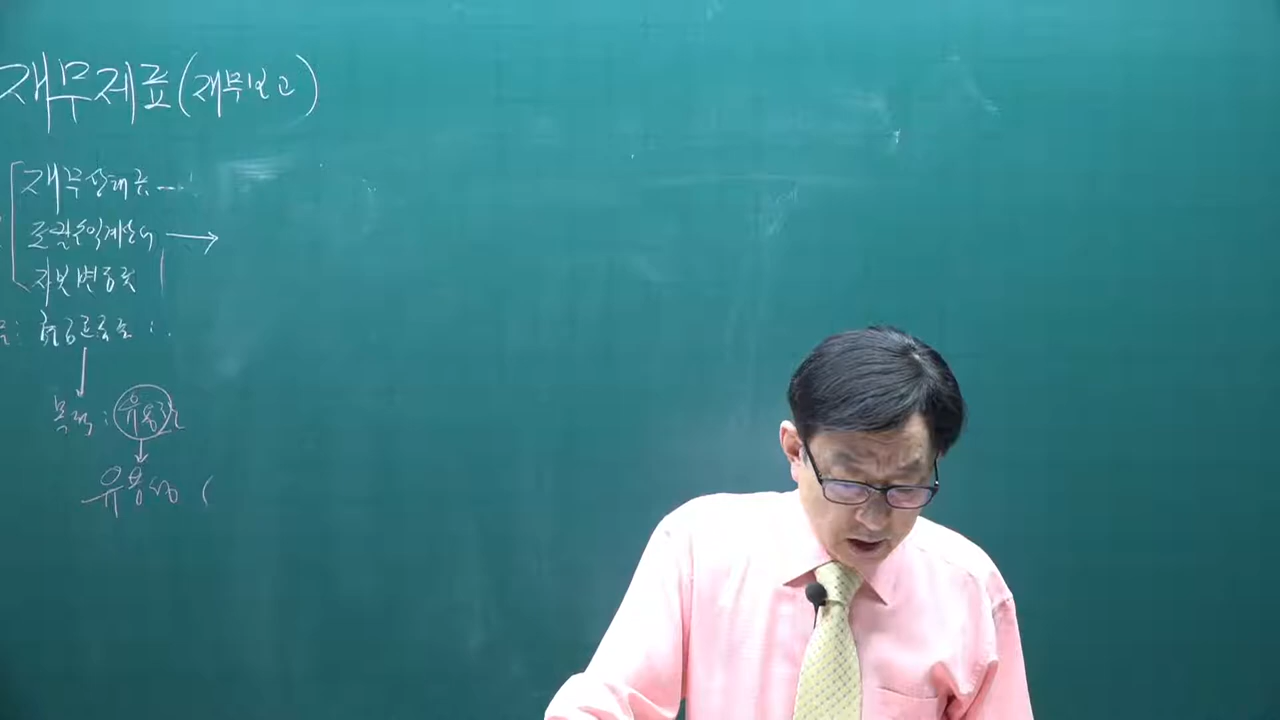 재무제표(재무보고)
재무상태표
포괄손익계산서 →
자본변동표
현금흐름표 :
목적 : 유용한
유용성 (